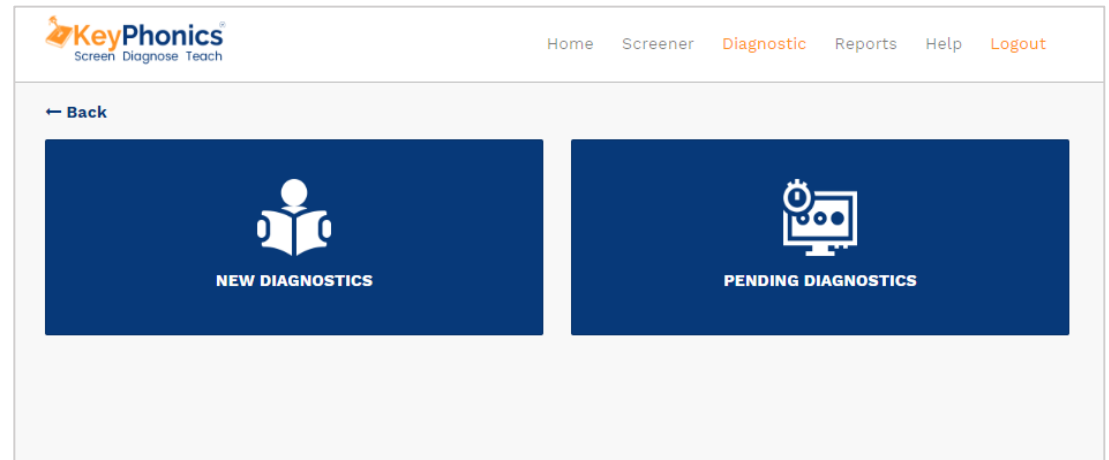 KeyPhonics®
Screen Diagnose Teach
Home Screener Diagnostic Reports Help Logout
← Back
NEW DIAGNOSTICS
PENDING DIAGNOSTICS